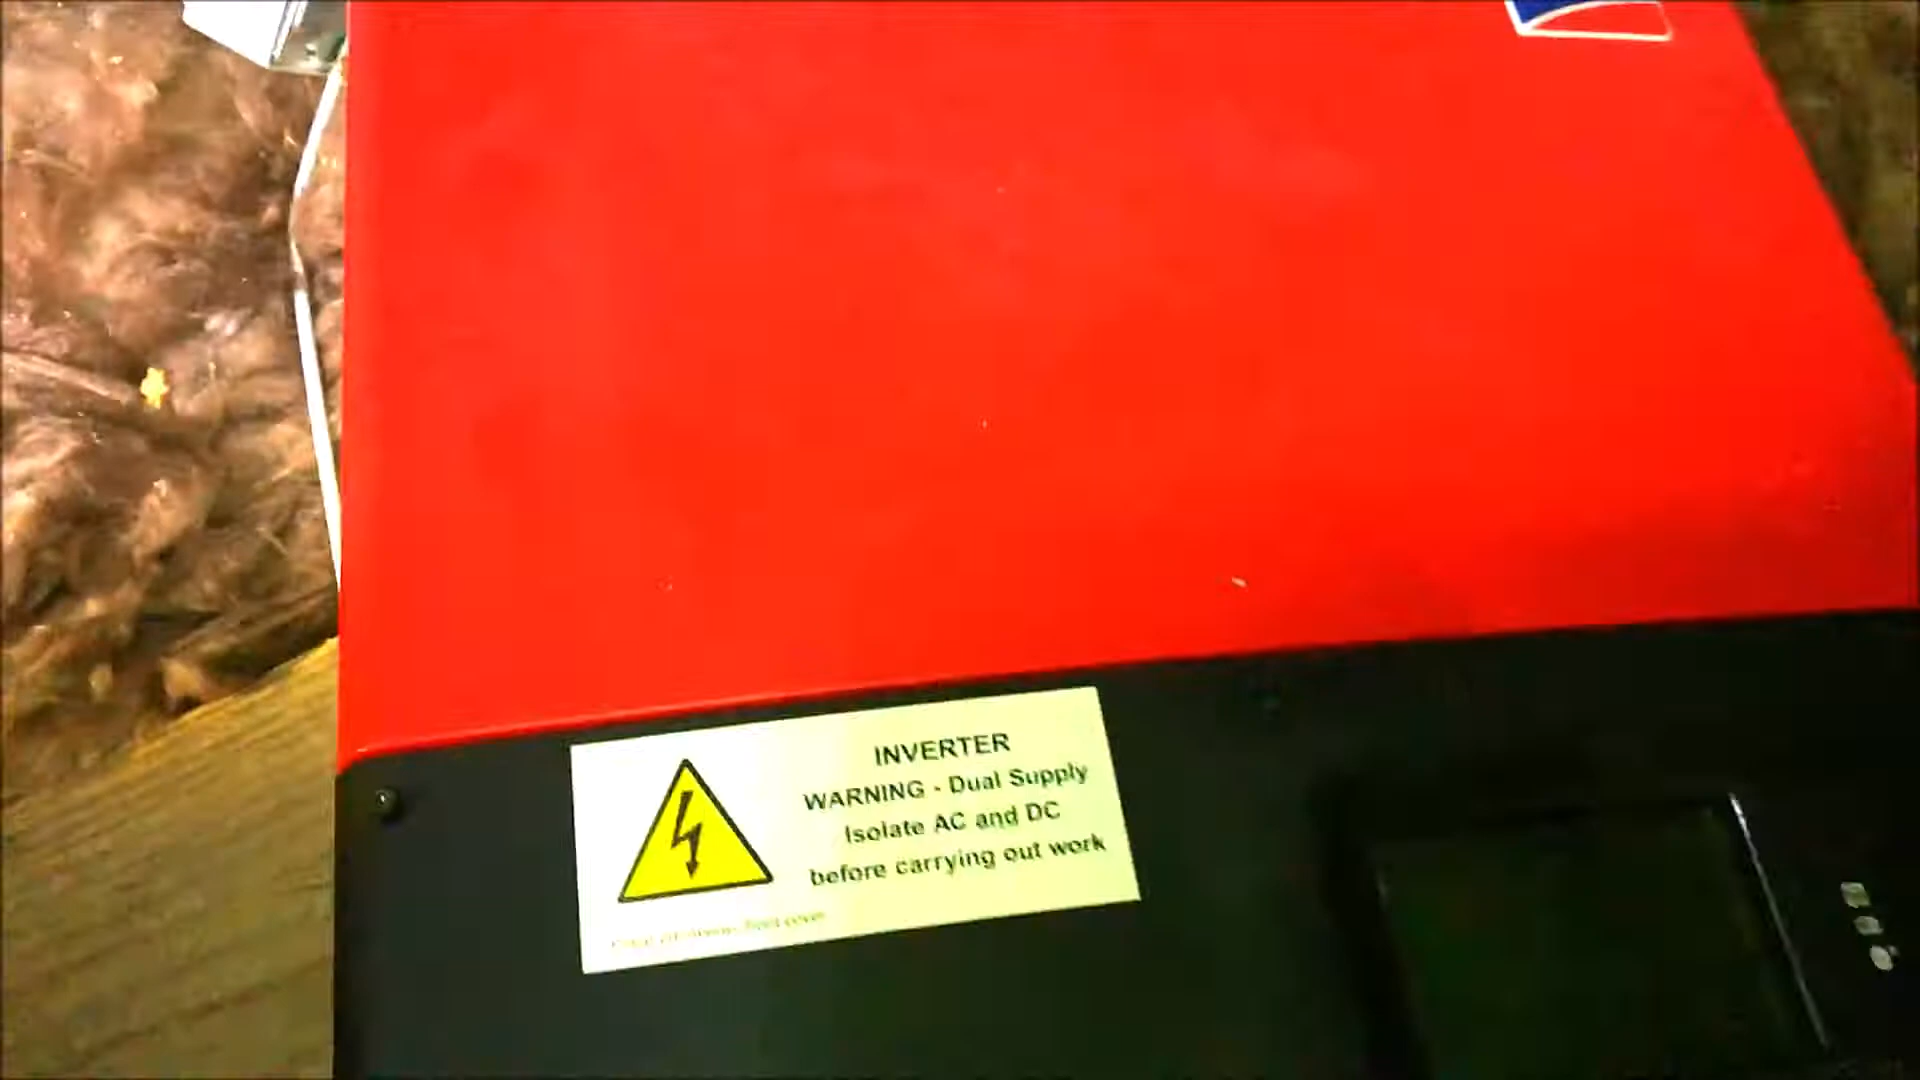 INVERTER
WARNING - Dual Supply
Isolate AC and DC
before carrying out work